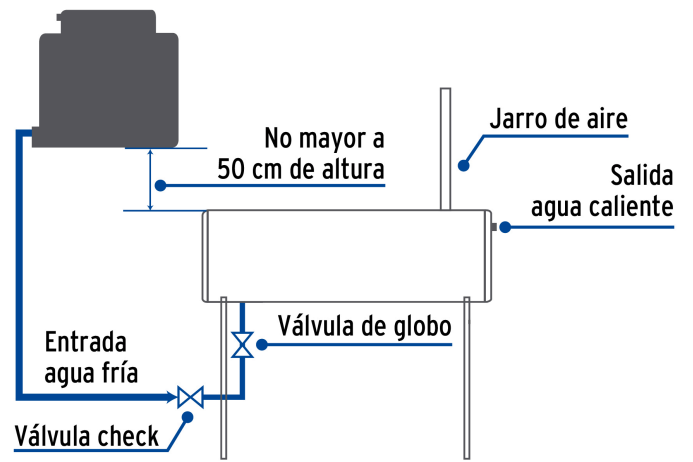 No mayor a
50 cm de altura
Jarro de aire
Salida
agua caliente
Válvula de globo
Entrada
agua fría
Válvula check